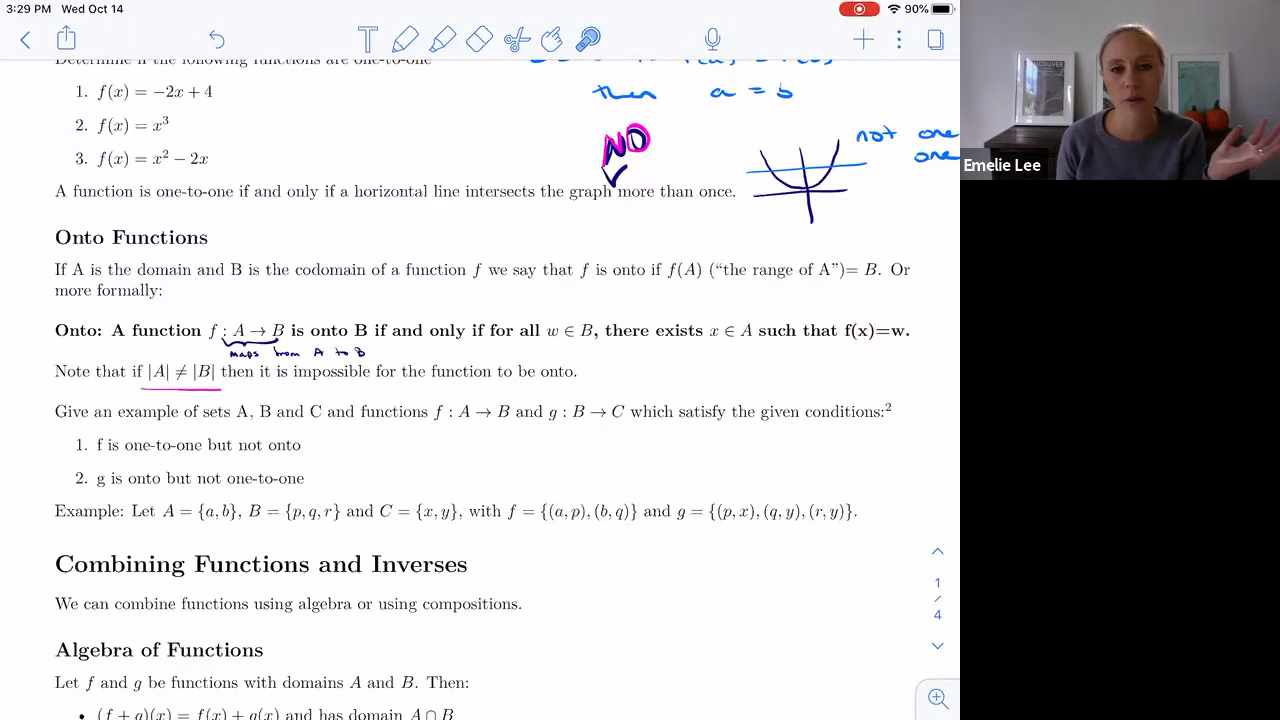 3:29 PM Wed Oct 14
90%
Determine if the following functions are one-to-one
then a = b
1. f(x) = −2x + 4
2. f(x) = x³
3. f(x) = x² − 2x
NO
not one
one
A function is one-to-one if and only if a horizontal line intersects the graph more than once.
Onto Functions
If A is the domain and B is the codomain of a function f we say that f is onto if f(A) (“the range of A”)= B. Or
more formally:
Onto: A function f : A → B is onto B if and only if for all w ∈ B, there exists x ∈ A such that f(x)=w.
maps from A to B
Note that if |A| ≠ |B| then it is impossible for the function to be onto.
Give an example of sets A, B and C and functions f : A → B and g : B → C which satisfy the given conditions:²
1. f is one-to-one but not onto
2. g is onto but not one-to-one
Example: Let A = {a, b}, B = {p, q, r} and C = {x, y}, with f = {(a, p), (b, q)} and g = {(p, x), (q, y), (r, y)}.
Combining Functions and Inverses
We can combine functions using algebra or using compositions.
Algebra of Functions
Let f and g be functions with domains A and B. Then:
• (f + g)(x) = f(x) + g(x) and has domain A ∩ B
1
/
4
VANCOUVER
EDMONTON
Emelie Lee